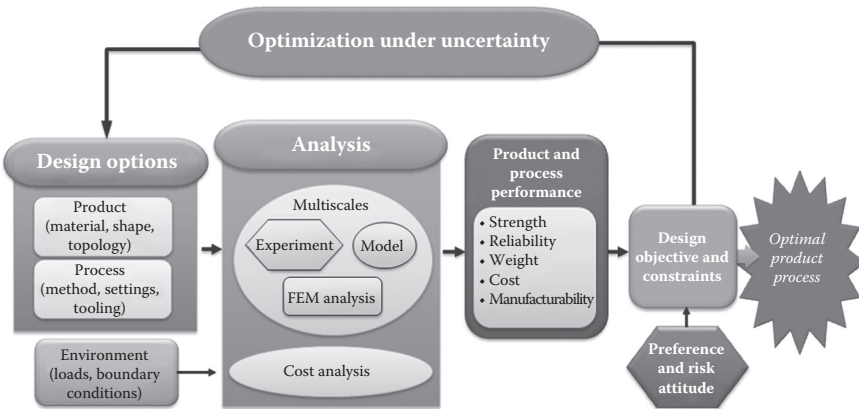 Optimization under uncertainty
Design options
Product
(material, shape,
topology)
Process
(method, settings,
tooling)
Environment
(loads, boundary
conditions)
Analysis
Multiscales
Experiment
Model
FEM analysis
Cost analysis
Product and
process
performance
• Strength
• Reliability
• Weight
• Cost
• Manufacturability
Design
objective and
constraints
Preference
and risk
attitude
Optimal
product
process